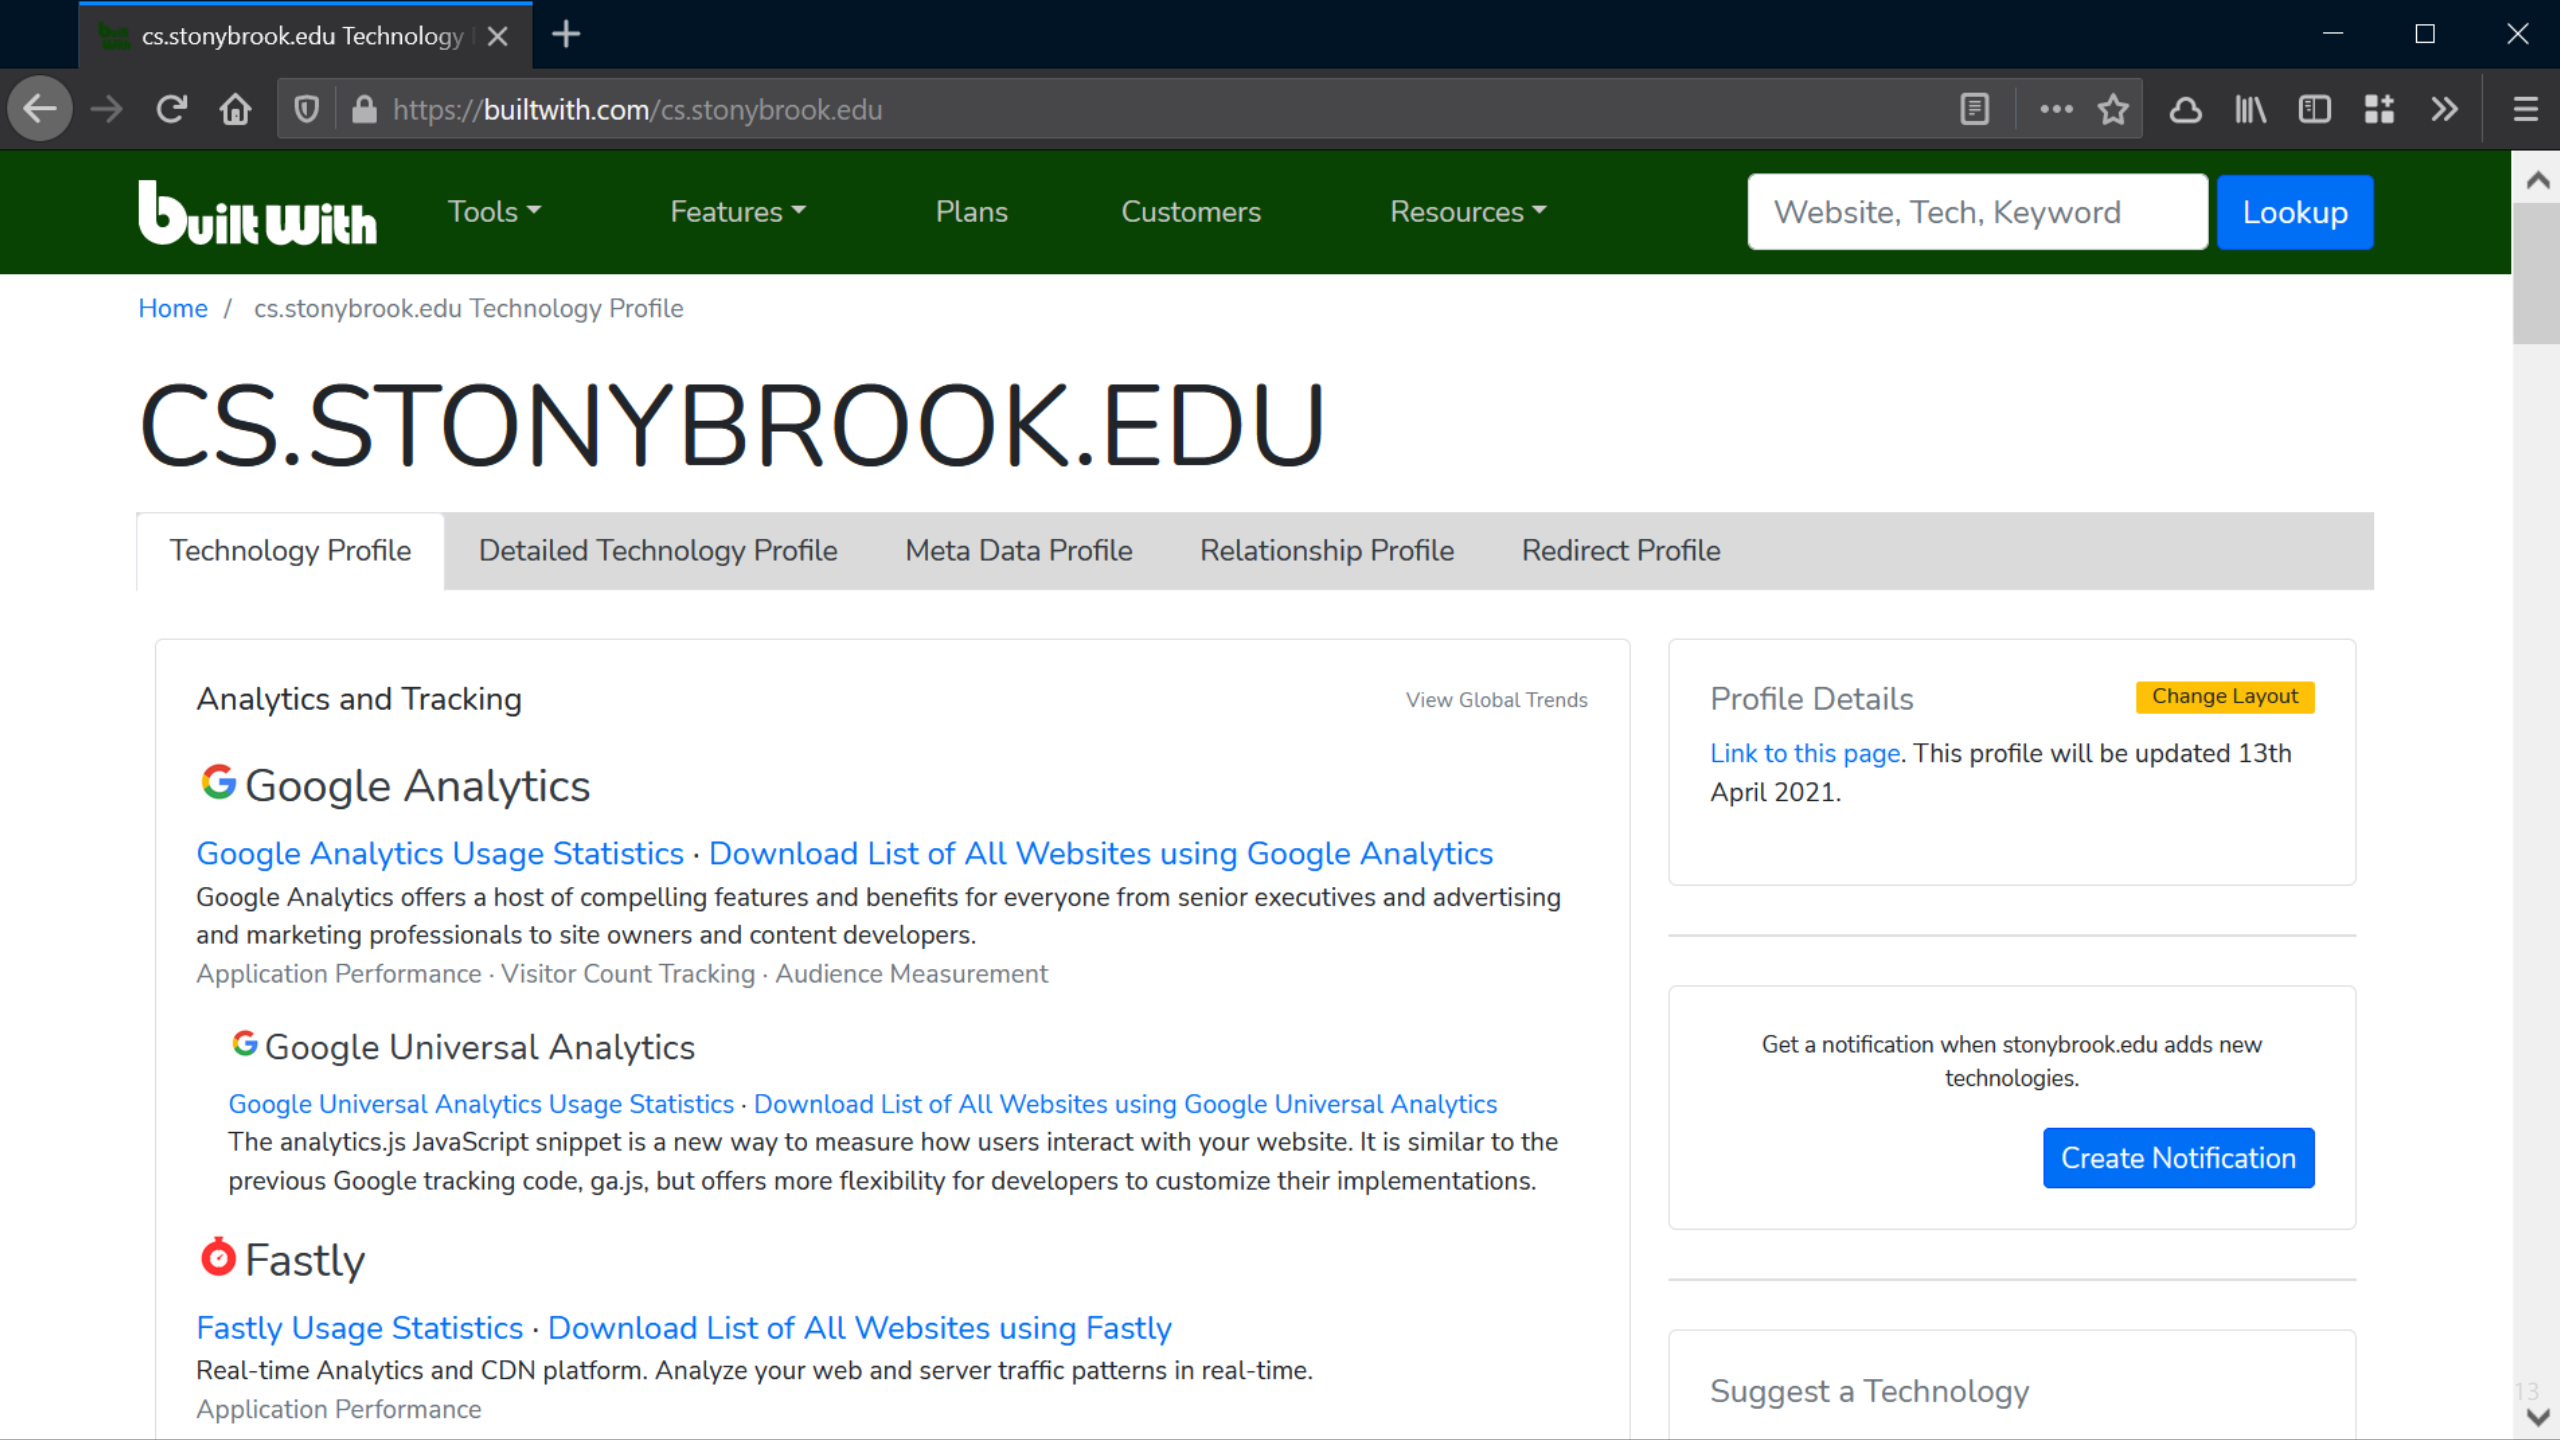 cs.stonybrook.edu Technology
https://builtwith.com/cs.stonybrook.edu
builtwith Tools Features Plans Customers Resources Website, Tech, Keyword Lookup
Home / cs.stonybrook.edu Technology Profile
CS.STONYBROOK.EDU
Technology Profile Detailed Technology Profile Meta Data Profile Relationship Profile Redirect Profile
Analytics and Tracking View Global Trends
Google Analytics
Google Analytics Usage Statistics · Download List of All Websites using Google Analytics
Google Analytics offers a host of compelling features and benefits for everyone from senior executives and advertising
and marketing professionals to site owners and content developers.
Application Performance · Visitor Count Tracking · Audience Measurement
Google Universal Analytics
Google Universal Analytics Usage Statistics · Download List of All Websites using Google Universal Analytics
The analytics.js JavaScript snippet is a new way to measure how users interact with your website. It is similar to the
previous Google tracking code, ga.js, but offers more flexibility for developers to customize their implementations.
Fastly
Fastly Usage Statistics · Download List of All Websites using Fastly
Real-time Analytics and CDN platform. Analyze your web and server traffic patterns in real-time.
Application Performance
Profile Details Change Layout
Link to this page. This profile will be updated 13th
April 2021.
Get a notification when stonybrook.edu adds new
technologies.
Create Notification
Suggest a Technology
13